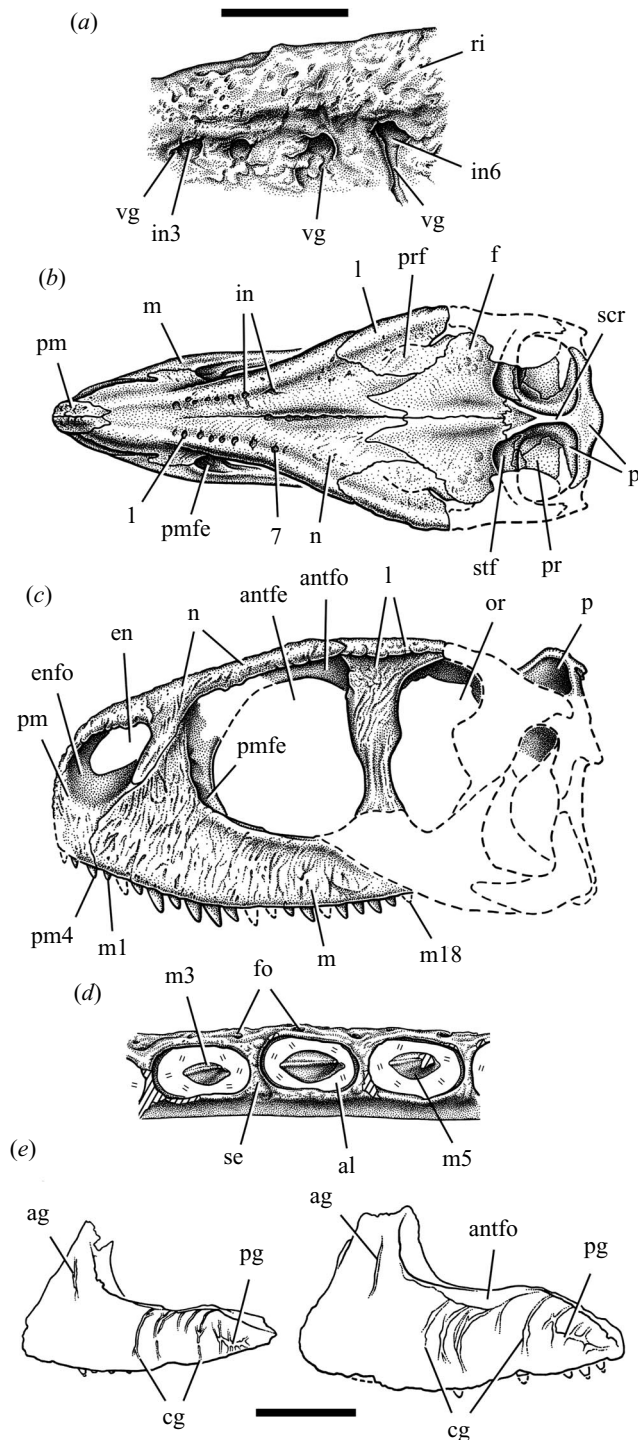 (a)
ri
vg
in3
vg
vg
in6
(b)
pm
m
in
l
prf
f
scr
1
pmfe
7
n
stf
pr
p
(c)
enfo
pm
en
n
antfe
antfo
l
or
p
pmfe
pm4
m1
m
m18
(d)
m3
fo
se
al
m5
(e)
ag
pg
cg
ag
antfo
pg
cg